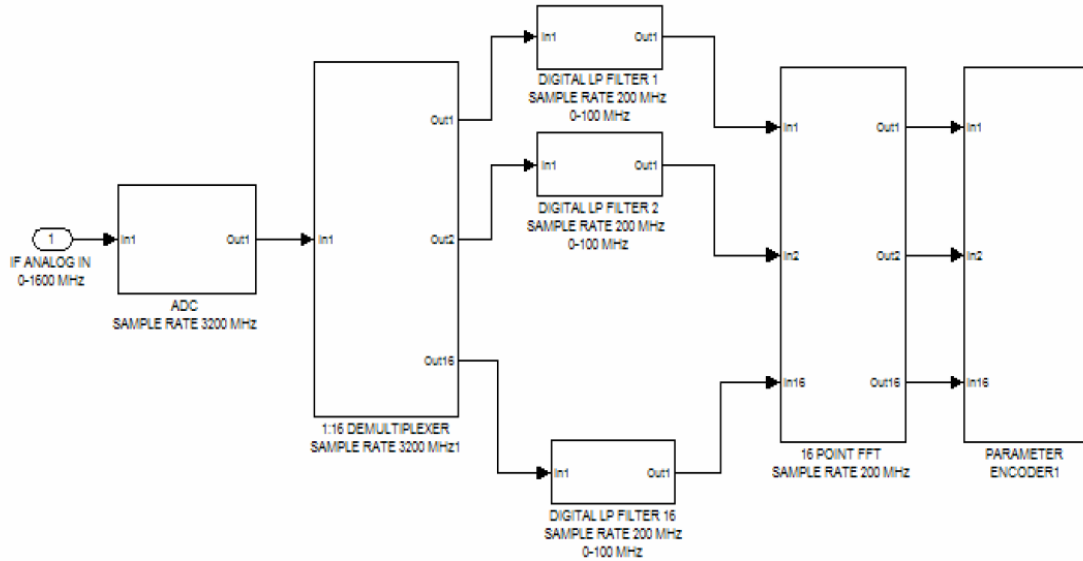 1
IF ANALOG IN
0-1600 MHz
In1
Out1
ADC
SAMPLE RATE 3200 MHz
In1
Out1
Out2
Out16
1:16 DEMULTIPLEXER
SAMPLE RATE 3200 MHz1
In1
Out1
DIGITAL LP FILTER 1
SAMPLE RATE 200 MHz
0-100 MHz
In1
Out1
DIGITAL LP FILTER 2
SAMPLE RATE 200 MHz
0-100 MHz
In1
Out1
DIGITAL LP FILTER 16
SAMPLE RATE 200 MHz
0-100 MHz
In1
Out1
In2
Out2
In16
Out16
16 POINT FFT
SAMPLE RATE 200 MHz
In1
In2
In16
PARAMETER
ENCODER1